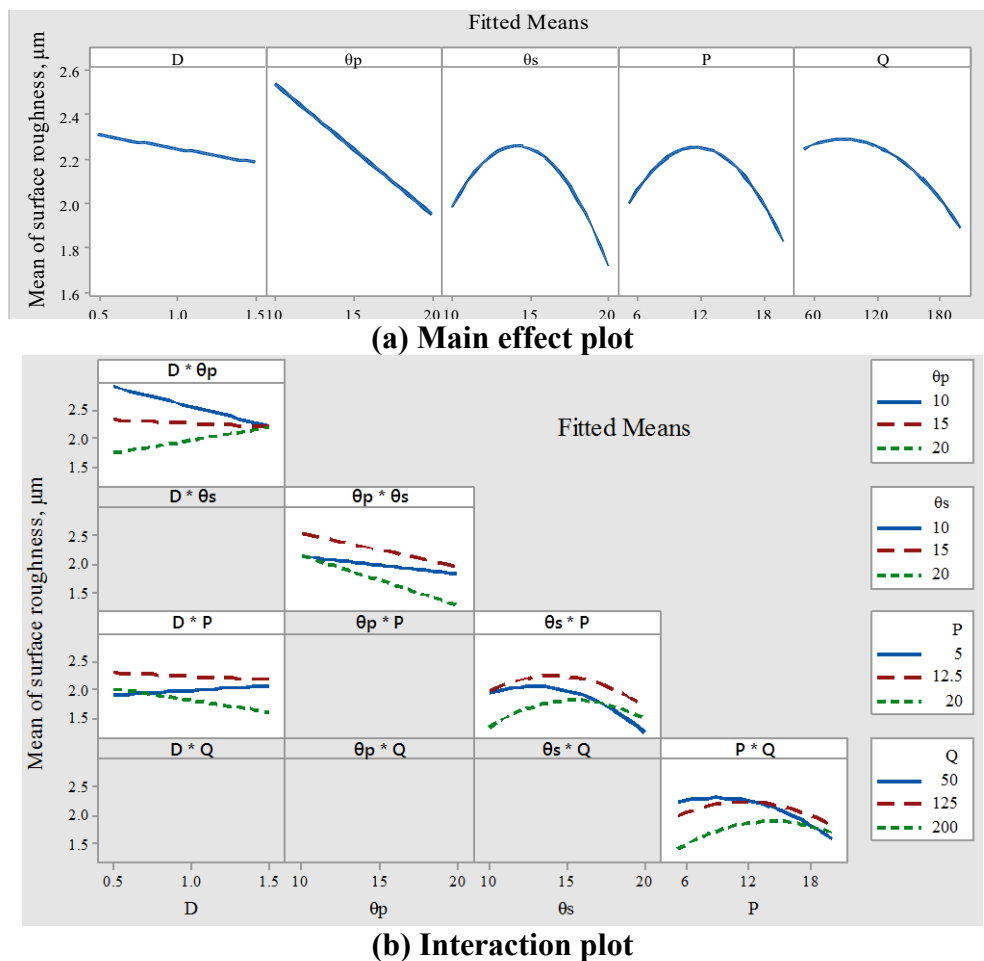 Fitted Means
D θp θs P Q
Mean of surface roughness, µm
2.6
2.4
2.2
2.0
1.8
1.6
0.5 1.0 1.5 10 15 20 10 15 20 6 12 18 60 120 180
(a) Main effect plot
D * θp
Fitted Means
θp
10
15
20
2.5
2.0
1.5
D * θs θp * θs
θs
10
15
20
2.5
2.0
1.5
D * P θp * P θs * P
P
5
12.5
20
2.5
2.0
1.5
D * Q θp * Q θs * Q P * Q
Q
50
125
200
2.5
2.0
1.5
Mean of surface roughness, µm
0.5 1.0 1.5 10 15 20 10 15 20 6 12 18
D θp θs P
(b) Interaction plot